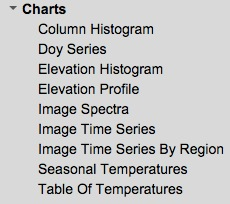 Charts
Column Histogram
Doy Series
Elevation Histogram
Elevation Profile
Image Spectra
Image Time Series
Image Time Series By Region
Seasonal Temperatures
Table Of Temperatures